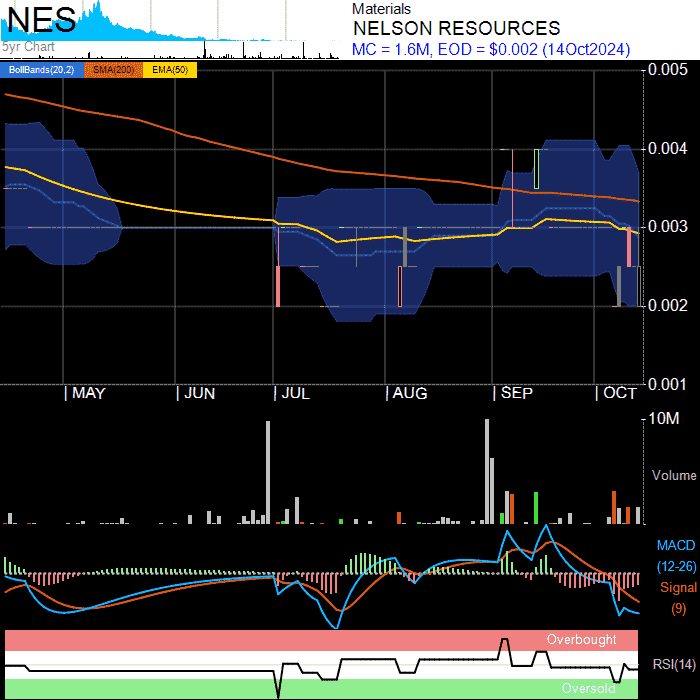 NES
5yr Chart
Materials
NELSON RESOURCES
MC = 1.6M, EOD = $0.002 (14Oct2024)
BollBands(20,2) SMA(200) EMA(50)
0.005
0.004
0.003
0.002
0.001
MAY JUN JUL AUG SEP OCT
10M
Volume
MACD
(12-26)
Signal
(9)
Overbought
RSI(14)
Oversold